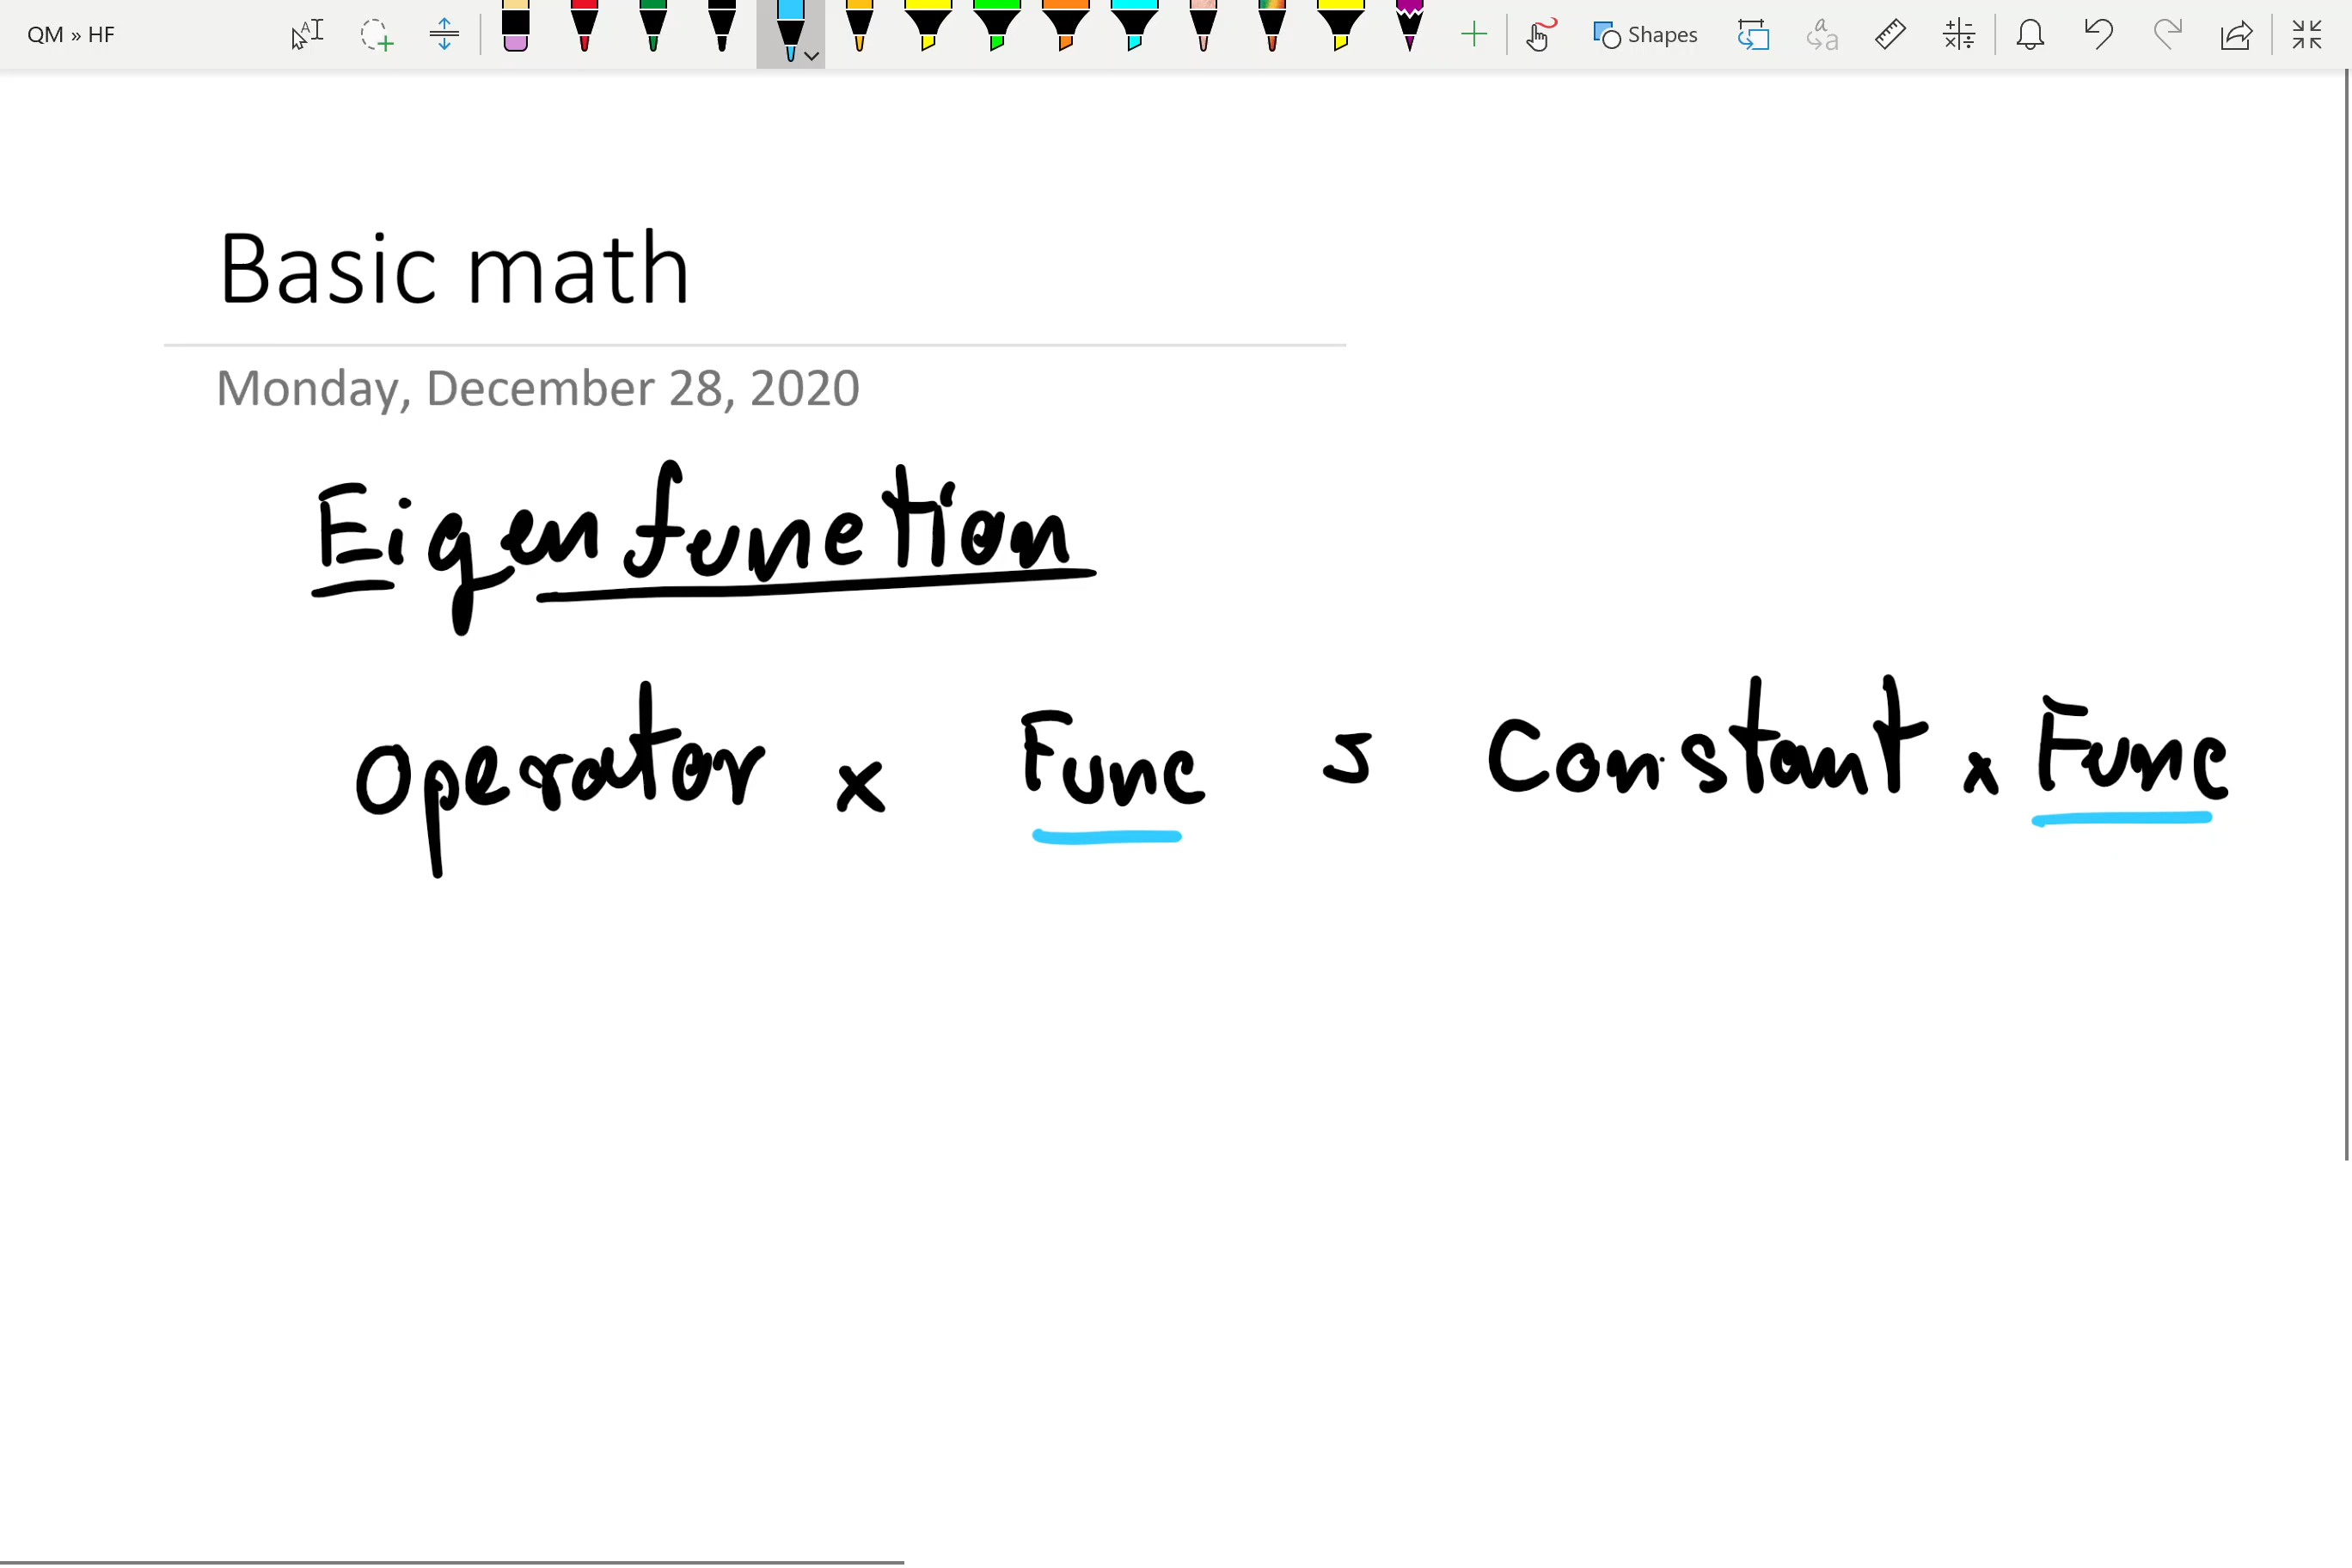 QM » HF Shapes
Basic math
Monday, December 28, 2020
Eigenfunction
operator x Func = Constant x Func